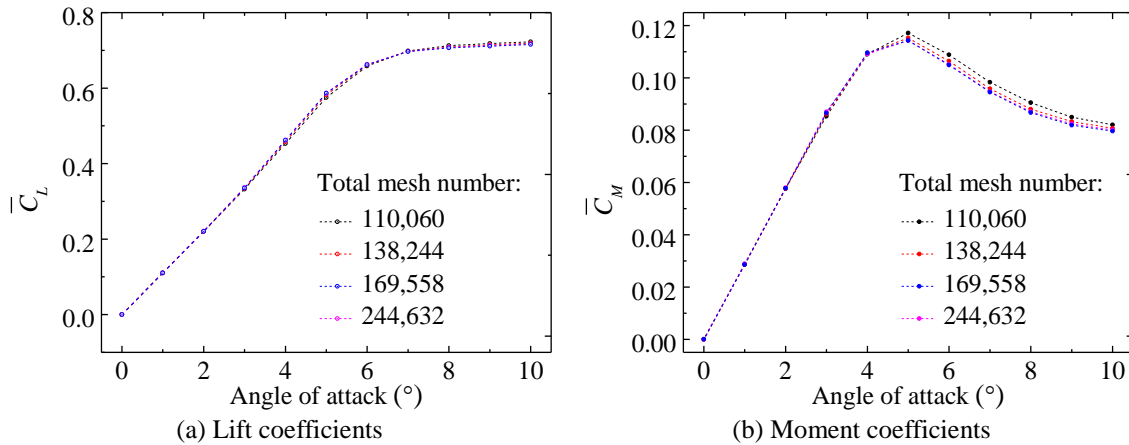 0.8
0.6
0.4
0.2
0.0
C̅_L
Total mesh number:
110,060
138,244
169,558
244,632
0 2 4 6 8 10
Angle of attack (°)
(a) Lift coefficients
0.12
0.10
0.08
0.06
0.04
0.02
0.00
C̅_M
Total mesh number:
110,060
138,244
169,558
244,632
0 2 4 6 8 10
Angle of attack (°)
(b) Moment coefficients